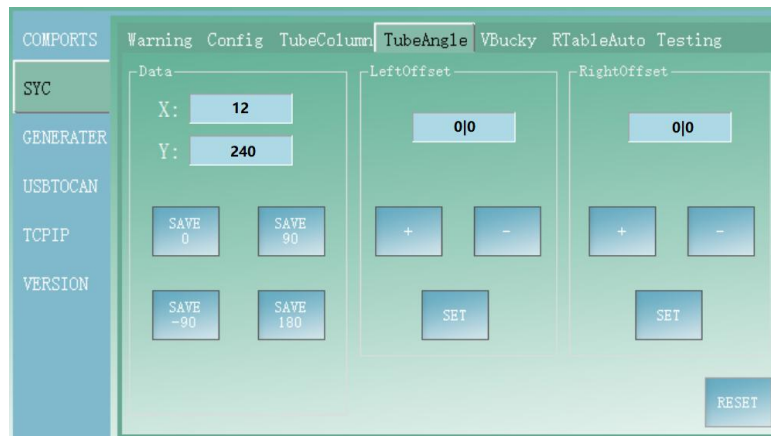 COMPORTS
SYC
GENERATER
USBTOCAN
TCPIP
VERSION
Warning Config TubeColumn TubeAngle VBucky RTableAuto Testing
Data
X: 12
Y: 240
SAVE
0
SAVE
90
SAVE
-90
SAVE
180
LeftOffset
0|0
+ -
SET
RightOffset
0|0
+ -
SET
RESET